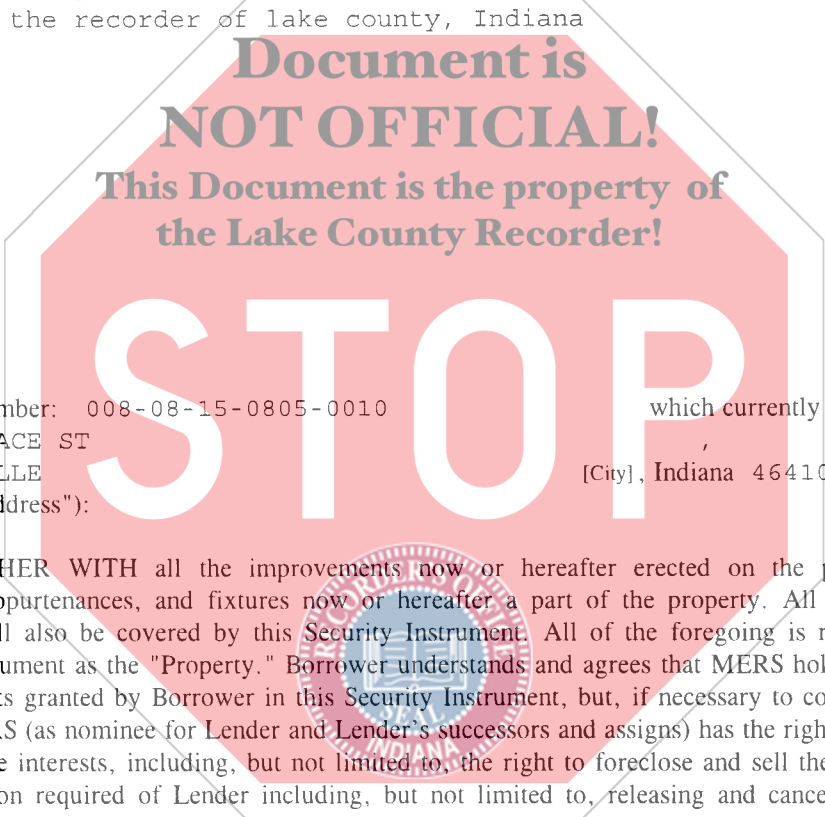 the recorder of lake county, Indiana
Document is
NOT OFFICIAL!
This Document is the property of
the Lake County Recorder!
STOP
mber: 008-08-15-0805-0010 which currently
ACE ST ,
LLE [City], Indiana 46410
ddress"):
HER WITH all the improvements now or hereafter erected on the p
ppurtenances, and fixtures now or hereafter a part of the property. All
ll also be covered by this Security Instrument. All of the foregoing is r
ument as the "Property." Borrower understands and agrees that MERS hol
ts granted by Borrower in this Security Instrument, but, if necessary to co
RS (as nominee for Lender and Lender's successors and assigns) has the righ
e interests, including, but not limited to, the right to foreclose and sell the
on required of Lender including, but not limited to, releasing and cance
RECORDER'S OFFICE
SEAL
INDIANA